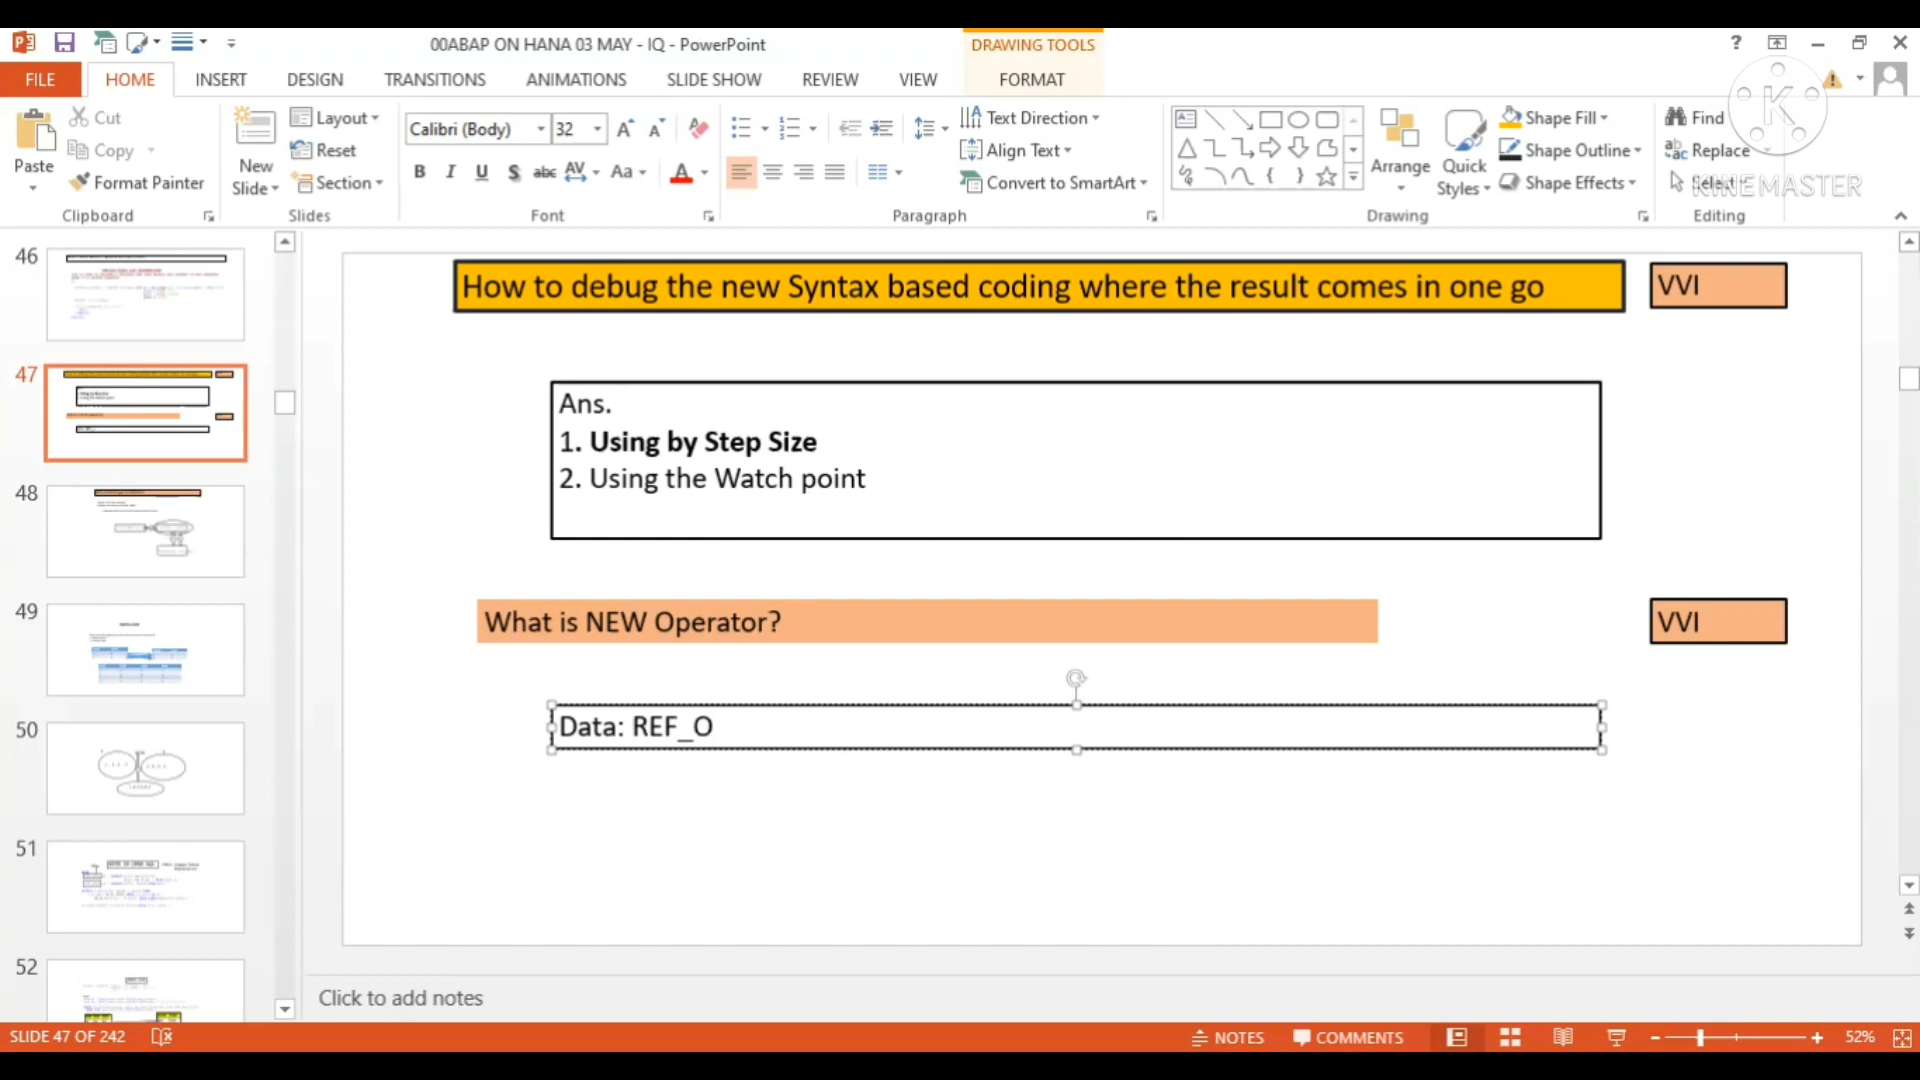 00ABAP ON HANA 03 MAY - IQ - PowerPoint
DRAWING TOOLS
FILE
HOME
INSERT
DESIGN
TRANSITIONS
ANIMATIONS
SLIDE SHOW
REVIEW
VIEW
FORMAT
Paste
Cut
Copy
Format Painter
Clipboard
New Slide
Layout
Reset
Section
Slides
Calibri (Body)
32
Font
Text Direction
Align Text
Convert to SmartArt
Paragraph
Arrange
Quick Styles
Shape Fill
Shape Outline
Shape Effects
Drawing
Find
Replace
Select
Editing
K
KINEMASTER
46
47
48
49
50
51
52
How to debug the new Syntax based coding where the result comes in one go
VVI
Ans.
1. Using by Step Size
2. Using the Watch point
What is NEW Operator?
VVI
Data: REF_O
Click to add notes
SLIDE 47 OF 242
NOTES
COMMENTS
52%